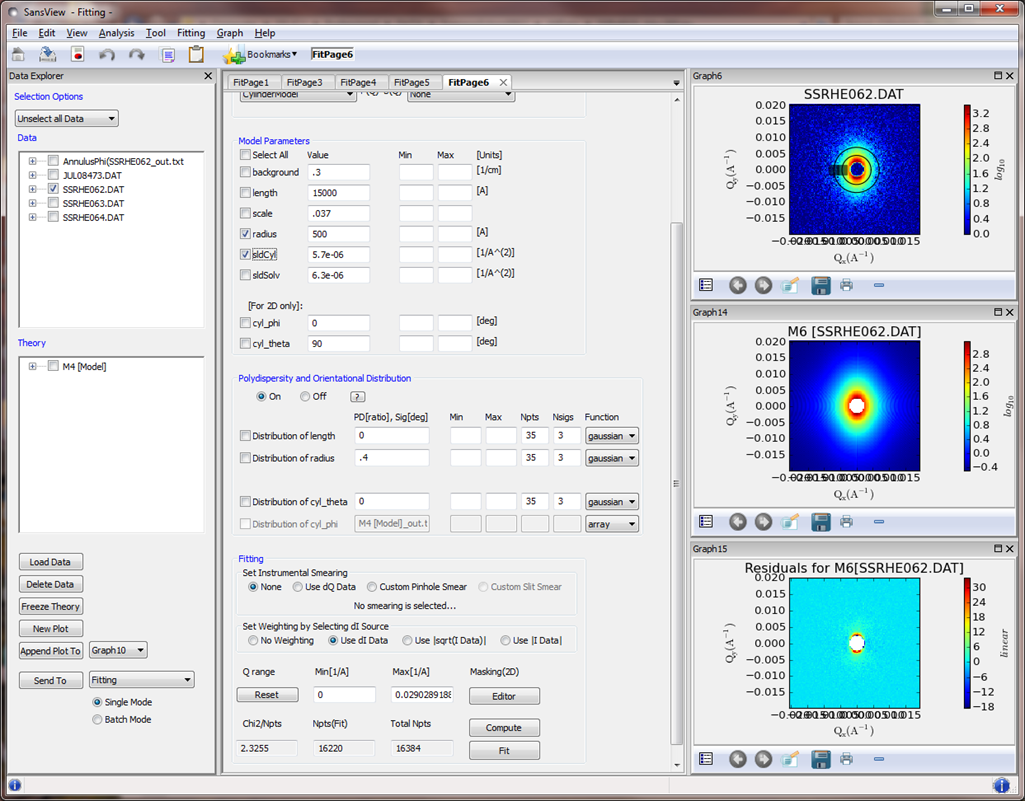 SansView - Fitting -
File Edit View Analysis Tool Fitting Graph Help
Bookmarks▾ FitPage6
Data Explorer
Selection Options
Unselect all Data
Data
AnnulusPhi(SSRHE062_out.txt
JUL08473.DAT
SSRHE062.DAT
SSRHE063.DAT
SSRHE064.DAT
Theory
M4 [Model]
Load Data
Delete Data
Freeze Theory
New Plot
Append Plot To Graph10
Send To Fitting
Single Mode
Batch Mode
FitPage1 FitPage3 FitPage4 FitPage5 FitPage6
CylinderModel None
Model Parameters
Select All Value Min Max [Units]
background .3 [1/cm]
length 15000 [A]
scale .037
radius 500 [A]
sldCyl 5.7e-06 [1/A^(2)]
sldSolv 6.3e-06 [1/A^(2)]
[For 2D only]:
cyl_phi 0 [deg]
cyl_theta 90 [deg]
Polydispersity and Orientational Distribution
On Off ?
PD[ratio], Sig[deg] Min Max Npts Nsigs Function
Distribution of length 0 35 3 gaussian
Distribution of radius .4 35 3 gaussian
Distribution of cyl_theta 0 35 3 gaussian
Distribution of cyl_phi M4 [Model]_out.t array
Fitting
Set Instrumental Smearing
None Use dQ Data Custom Pinhole Smear Custom Slit Smear
No smearing is selected...
Set Weighting by Selecting dI Source
No Weighting Use dI Data Use |sqrt(I Data)| Use |I Data|
Q range Min[1/A] Max[1/A] Masking(2D)
Reset 0 0.029028918 Editor
Chi2/Npts Npts(Fit) Total Npts Compute
2.3255 16220 16384 Fit
Graph6
SSRHE062.DAT
0.020
0.015
0.010
0.005
0.000
−0.005
−0.010
−0.015
Qy(A⁻¹)
Qx(A⁻¹)
3.2
2.8
2.4
2.0
1.6
1.2
0.8
0.4
0.0
log10
Graph14
M6 [SSRHE062.DAT]
0.020
0.015
0.010
0.005
0.000
−0.005
−0.010
−0.015
Qy(A⁻¹)
Qx(A⁻¹)
2.8
2.4
2.0
1.6
1.2
0.8
0.4
0.0
−0.4
log10
Graph15
Residuals for M6[SSRHE062.DAT]
0.020
0.015
0.010
0.005
0.000
−0.005
−0.010
−0.015
Qy(A⁻¹)
Qx(A⁻¹)
30
24
18
12
6
0
−6
−12
−18
linear